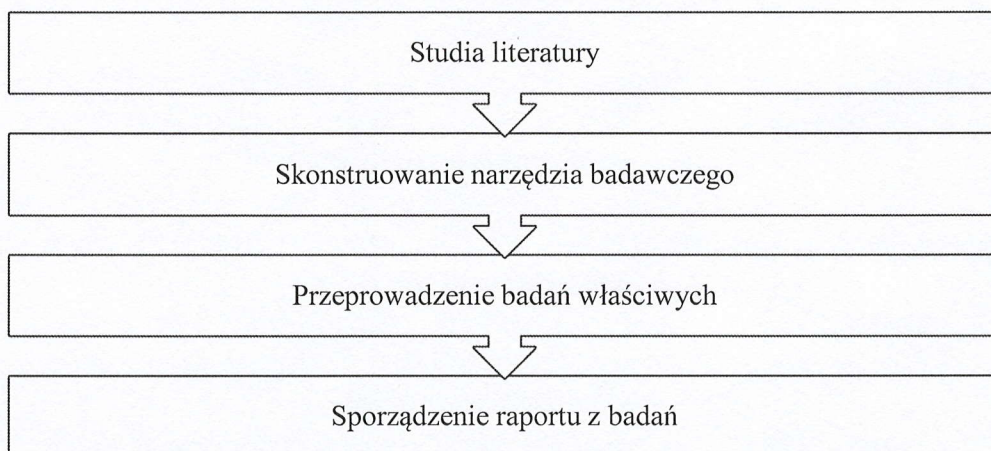 Studia literatury
Skonstruowanie narzędzia badawczego
Przeprowadzenie badań właściwych
Sporządzenie raportu z badań